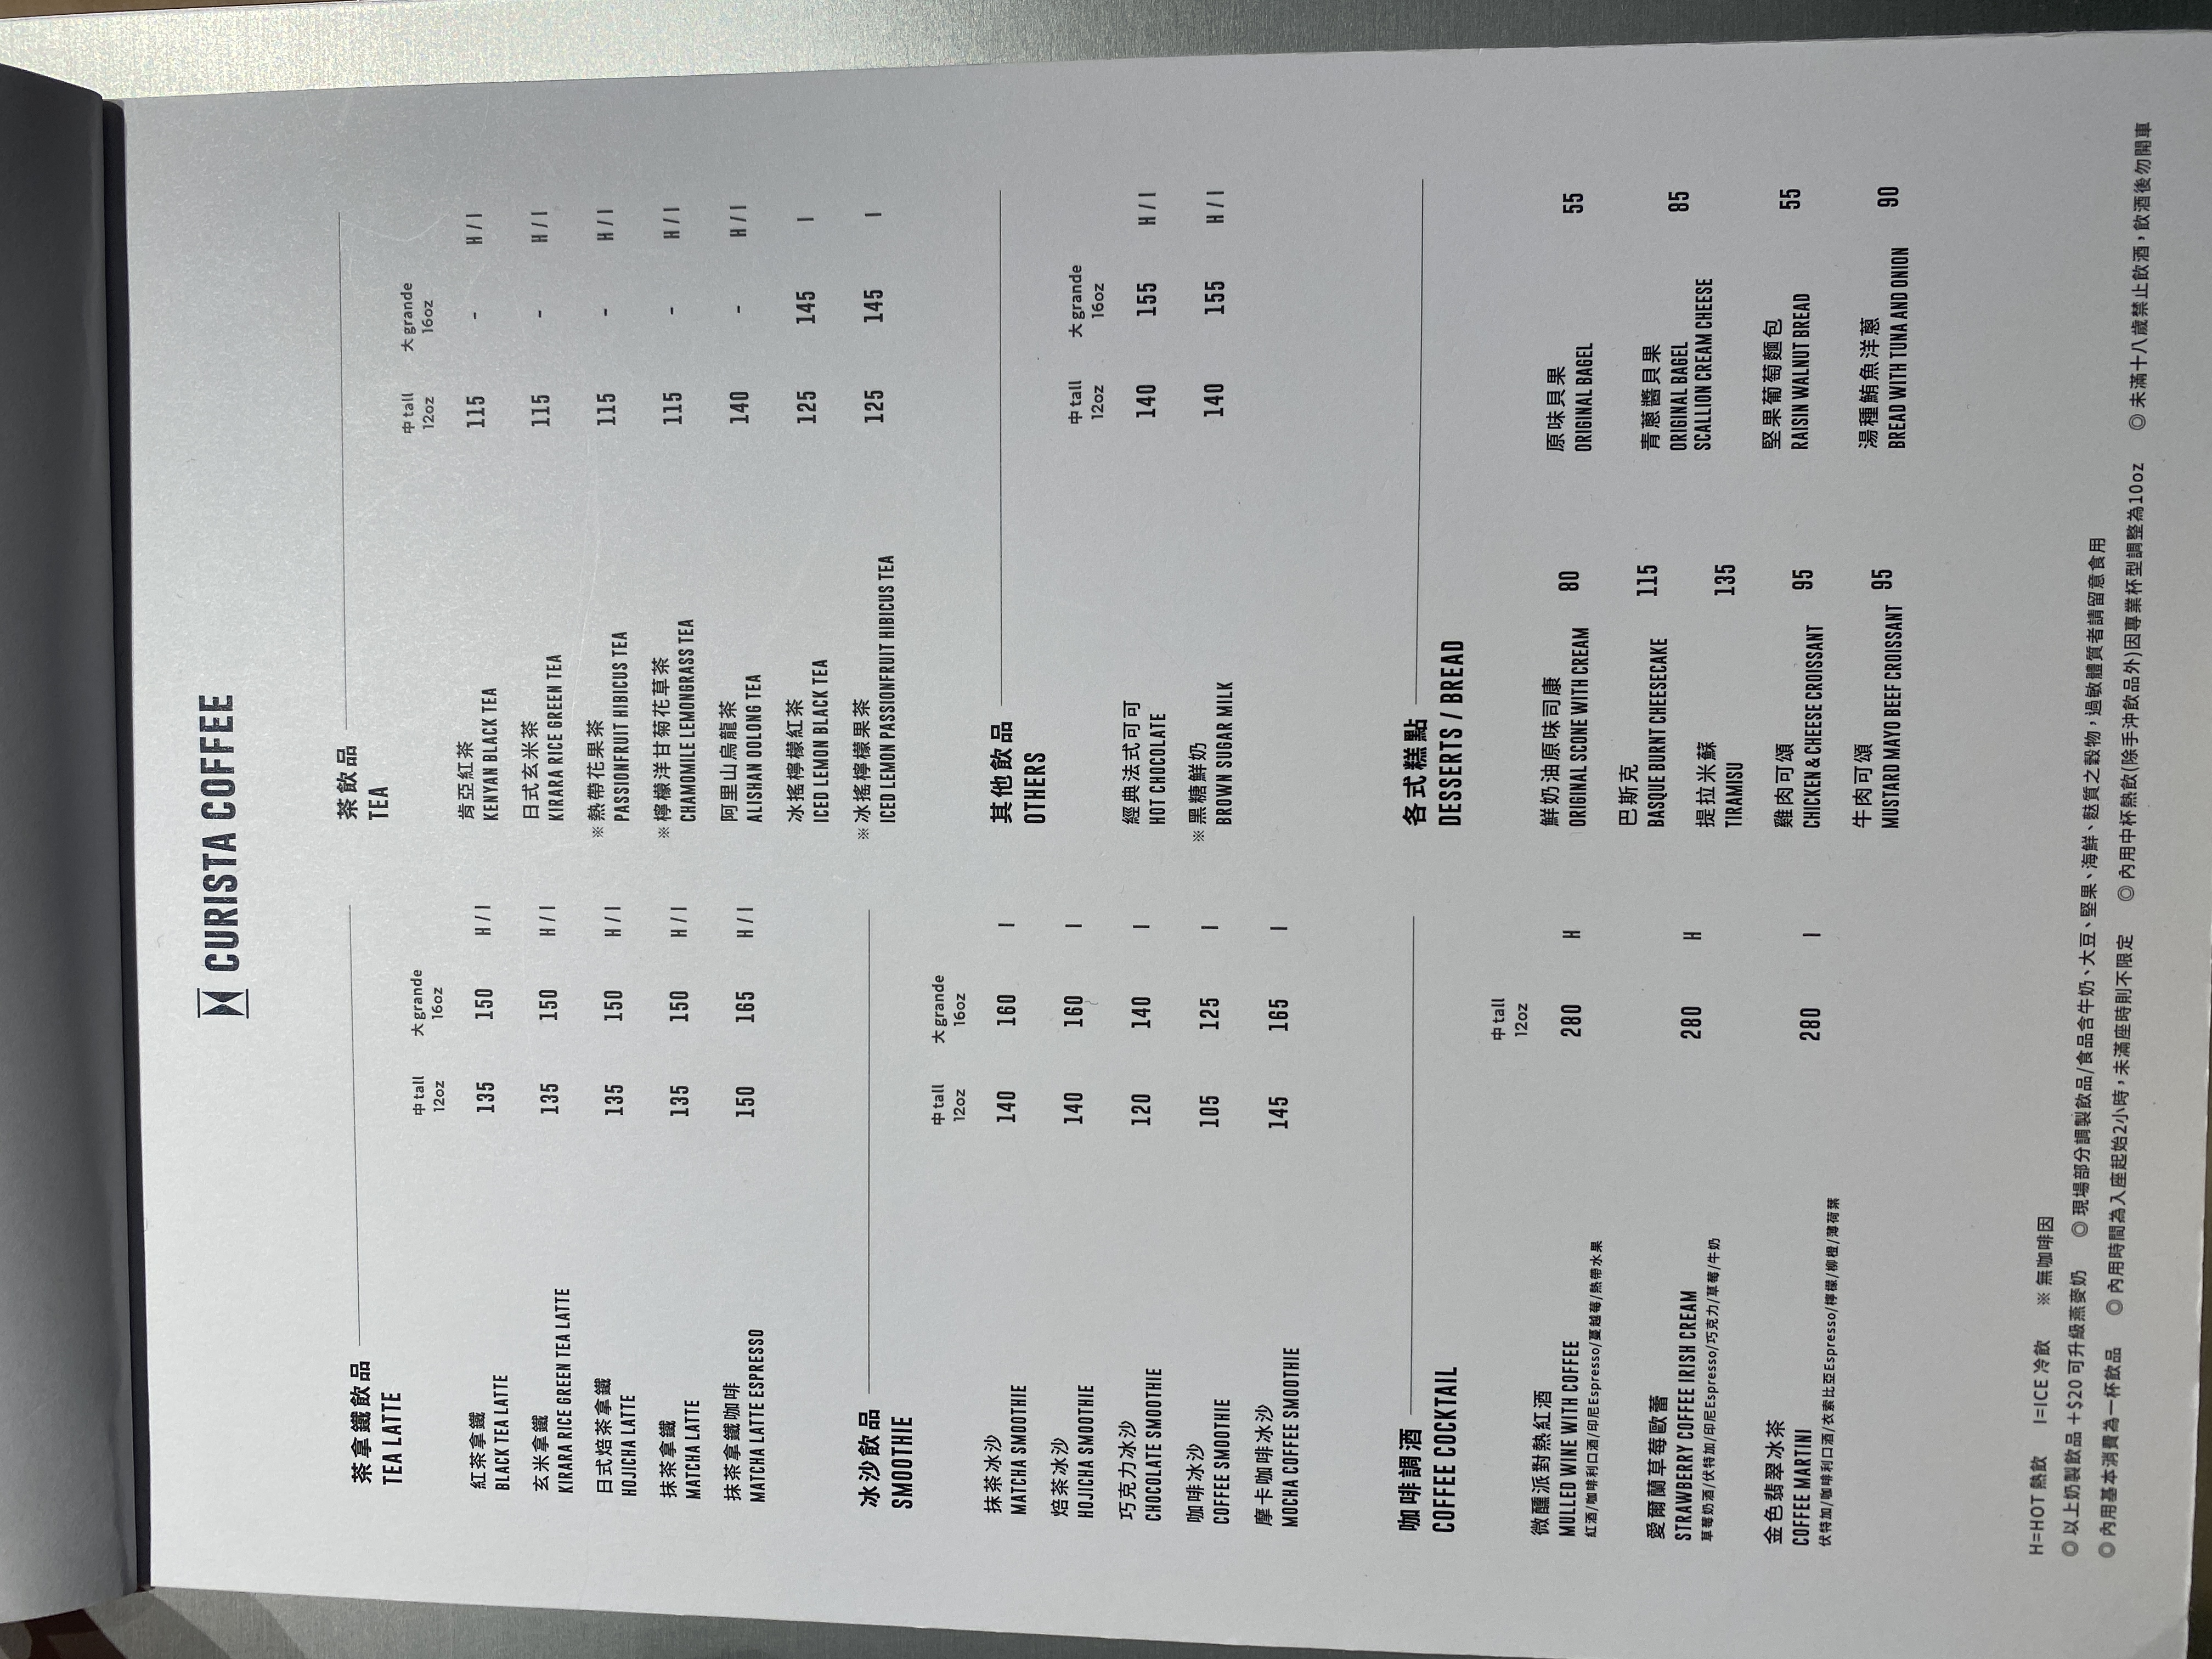 CURISTA COFFEE
茶拿鐵飲品
TEA LATTE
中 tall 大 grande
12oz 16oz
紅茶拿鐵
BLACK TEA LATTE 135 150 H / I
玄米拿鐵
KIRARA RICE GREEN TEA LATTE 135 150 H / I
日式焙茶拿鐵
HOJICHA LATTE 135 150 H / I
抹茶拿鐵
MATCHA LATTE 135 150 H / I
抹茶拿鐵咖啡
MATCHA LATTE ESPRESSO 150 165 H / I
冰沙飲品
SMOOTHIE
中 tall 大 grande
12oz 16oz
抹茶冰沙
MATCHA SMOOTHIE 140 160 I
焙茶冰沙
HOJICHA SMOOTHIE 140 160 I
巧克力冰沙
CHOCOLATE SMOOTHIE 120 140 I
咖啡冰沙
COFFEE SMOOTHIE 105 125 I
摩卡咖啡冰沙
MOCHA COFFEE SMOOTHIE 145 165 I
咖啡調酒
COFFEE COCKTAIL
中 tall
12oz
微醺派對熱紅酒
MULLED WINE WITH COFFEE 280 H
紅酒/咖啡利口酒/印尼Espresso/蔓越莓/熱帶水果
愛爾蘭草莓歐蕾
STRAWBERRY COFFEE IRISH CREAM 280 H
草莓奶酒/伏特加/印尼Espresso/巧克力/草莓/牛奶
金色翡翠冰茶
COFFEE MARTINI 280 I
伏特加/咖啡利口酒/衣索比亞Espresso/檸檬/柳橙/薄荷葉
茶飲品
TEA
中 tall 大 grande
12oz 16oz
肯亞紅茶
KENYAN BLACK TEA 115 - H / I
日式玄米茶
KIRARA RICE GREEN TEA 115 - H / I
※熱帶花果茶
PASSIONFRUIT HIBICUS TEA 115 - H / I
※檸檬洋甘菊花草茶
CHAMOMILE LEMONGRASS TEA 115 - H / I
阿里山烏龍茶
ALISHAN OOLONG TEA 140 - H / I
冰搖檸檬紅茶
ICED LEMON BLACK TEA 125 145 I
※冰搖檸檬果茶
ICED LEMON PASSIONFRUIT HIBICUS TEA 125 145 I
其他飲品
OTHERS
中 tall 大 grande
12oz 16oz
經典法式可可
HOT CHOCOLATE 140 155 H / I
※黑糖鮮奶
BROWN SUGAR MILK 140 155 H / I
各式糕點
DESSERTS / BREAD
鮮奶油原味司康
ORIGINAL SCONE WITH CREAM 80
巴斯克
BASQUE BURNT CHEESECAKE 115
提拉米蘇
TIRAMISU 135
雞肉可頌
CHICKEN & CHEESE CROISSANT 95
牛肉可頌
MUSTARD MAYO BEEF CROISSANT 95
原味貝果
ORIGINAL BAGEL 55
青蔥醬貝果
ORIGINAL BAGEL
SCALLION CREAM CHEESE 85
堅果葡萄麵包
RAISIN WALNUT BREAD 55
湯種鮪魚洋蔥
BREAD WITH TUNA AND ONION 90
H=HOT 熱飲 I=ICE 冷飲 ※ 無咖啡因
◎ 以上奶製飲品 +$20 可升級燕麥奶 ◎ 現場部分調製飲品/食品含牛奶、大豆、堅果、海鮮、麩質之穀物，過敏體質者請留意食用
◎ 內用基本消費為一杯飲品 ◎ 內用時間為入座起始2小時，未滿座時則不限定 ◎ 內用中杯熱飲(除手沖飲品外)因專業杯型調整為10oz ◎ 未滿十八歲禁止飲酒，飲酒後勿開車